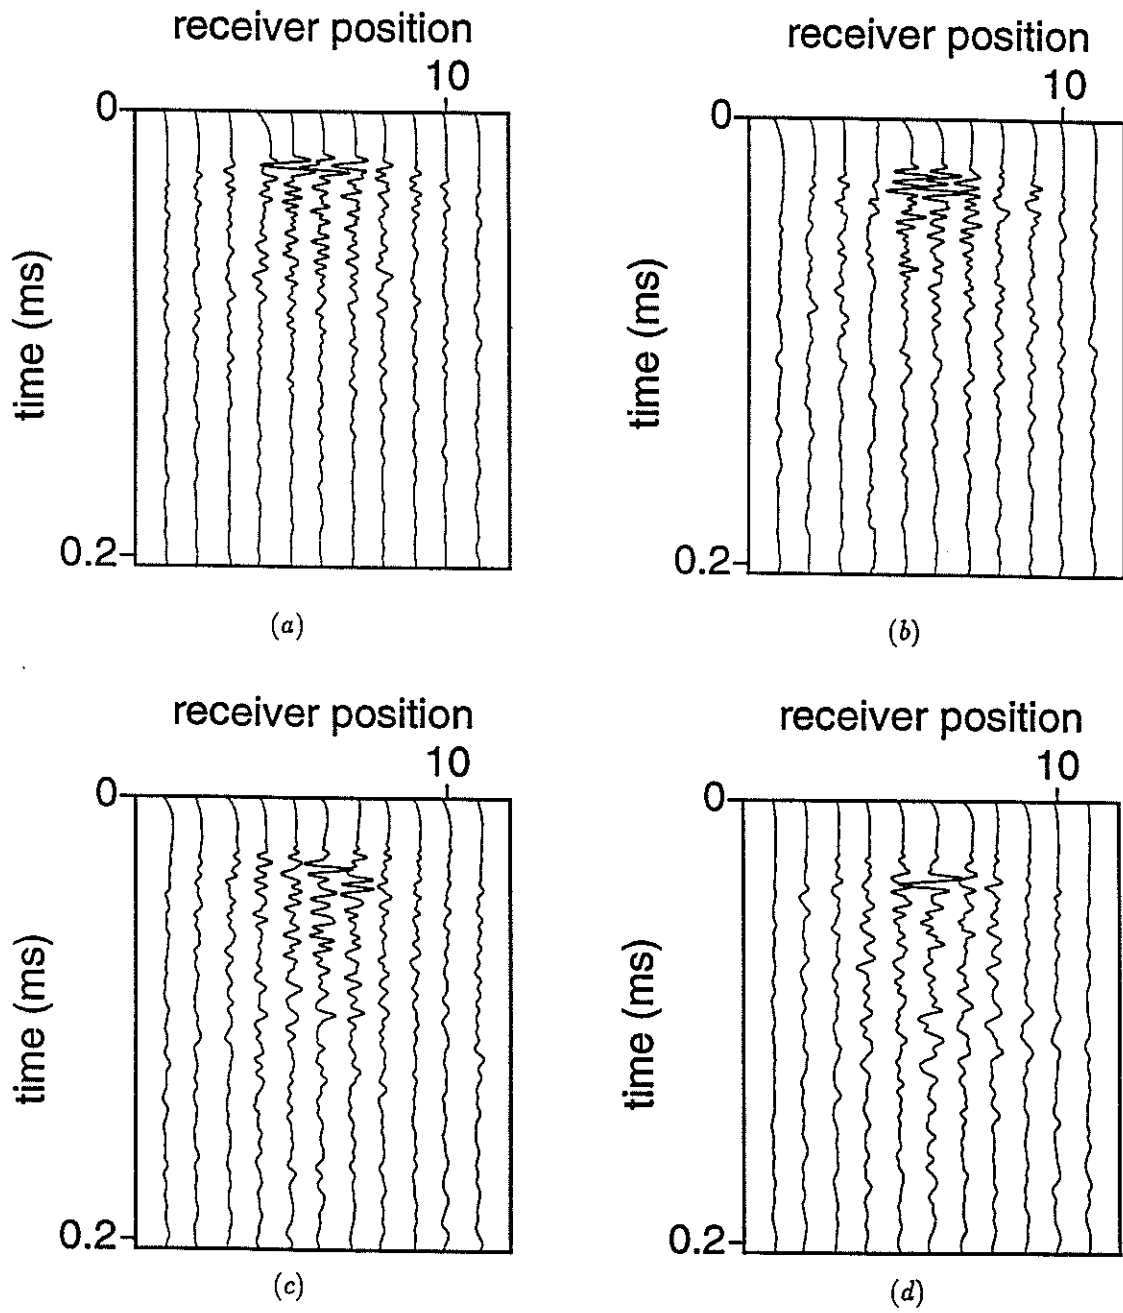 receiver position
10
0
time (ms)
0.2
(a)
receiver position
10
0
time (ms)
0.2
(b)
receiver position
10
0
time (ms)
0.2
(c)
receiver position
10
0
time (ms)
0.2
(d)